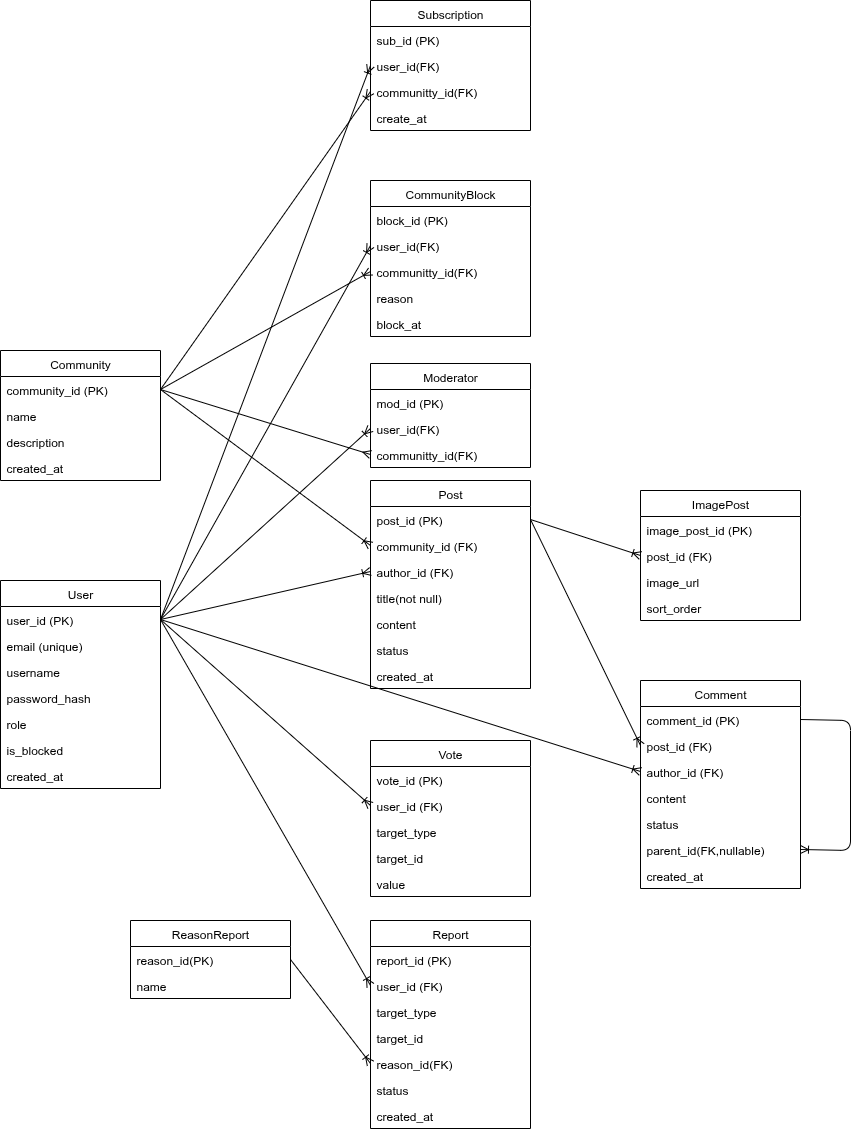 Subscription
sub_id (PK)
user_id(FK)
communitty_id(FK)
create_at
CommunityBlock
block_id (PK)
user_id(FK)
communitty_id(FK)
reason
block_at
Community
community_id (PK)
name
description
created_at
Moderator
mod_id (PK)
user_id(FK)
communitty_id(FK)
Post
post_id (PK)
community_id (FK)
author_id (FK)
title(not null)
content
status
created_at
ImagePost
image_post_id (PK)
post_id (FK)
image_url
sort_order
User
user_id (PK)
email (unique)
username
password_hash
role
is_blocked
created_at
Comment
comment_id (PK)
post_id (FK)
author_id (FK)
content
status
parent_id(FK,nullable)
created_at
Vote
vote_id (PK)
user_id (FK)
target_type
target_id
value
ReasonReport
reason_id(PK)
name
Report
report_id (PK)
user_id (FK)
target_type
target_id
reason_id(FK)
status
created_at